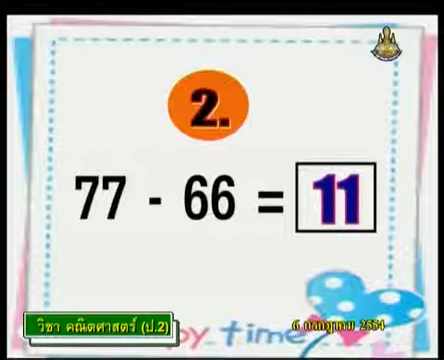 2.
77 - 66 = 11
วิชา คณิตศาสตร์ (ป.2)
py time
6 กรกฎาคม 2554